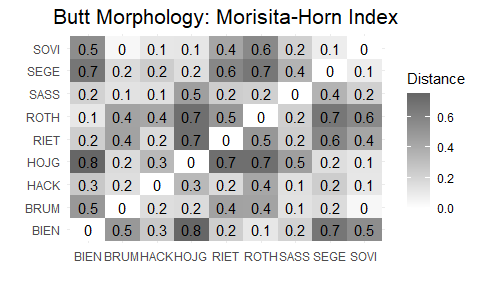 Butt Morphology: Morisita-Horn Index
SOVI 0.5 0 0.1 0.1 0.4 0.6 0.2 0.1 0
SEGE 0.7 0.2 0.2 0.2 0.6 0.7 0.4 0 0.1
SASS 0.2 0.1 0.1 0.5 0.2 0.2 0 0.4 0.2
ROTH 0.1 0.4 0.4 0.7 0.5 0 0.2 0.7 0.6
RIET 0.2 0.4 0.2 0.7 0 0.5 0.2 0.6 0.4
HOJG 0.8 0.2 0.3 0 0.7 0.7 0.5 0.2 0.1
HACK 0.3 0.2 0 0.3 0.2 0.4 0.1 0.2 0.1
BRUM 0.5 0 0.2 0.2 0.4 0.4 0.1 0.2 0
BIEN 0 0.5 0.3 0.8 0.2 0.1 0.2 0.7 0.5
BIEN BRUM HACK HOJG RIET ROTH SASS SEGE SOVI
Distance
0.6
0.4
0.2
0.0